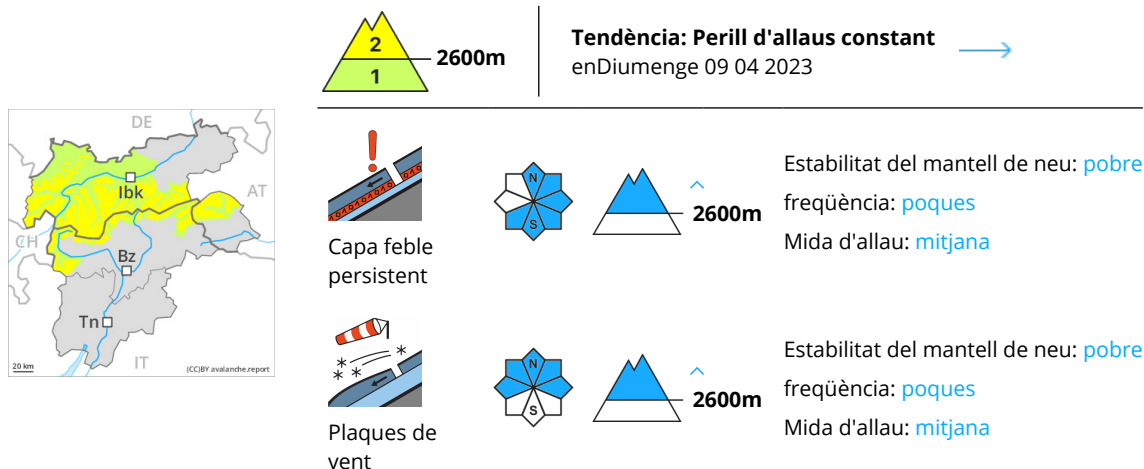 2
1
2600m
Tendència: Perill d'allaus constant
enDiumenge 09 04 2023
DE
AT
CH
IT
Ibk
Bz
Tn
20 km
(CC)BY avalanche.report
Capa feble
persistent
N
S
2600m
Estabilitat del mantell de neu: pobre
freqüència: poques
Mida d'allau: mitjana
Plaques de
vent
N
S
2600m
Estabilitat del mantell de neu: pobre
freqüència: poques
Mida d'allau: mitjana